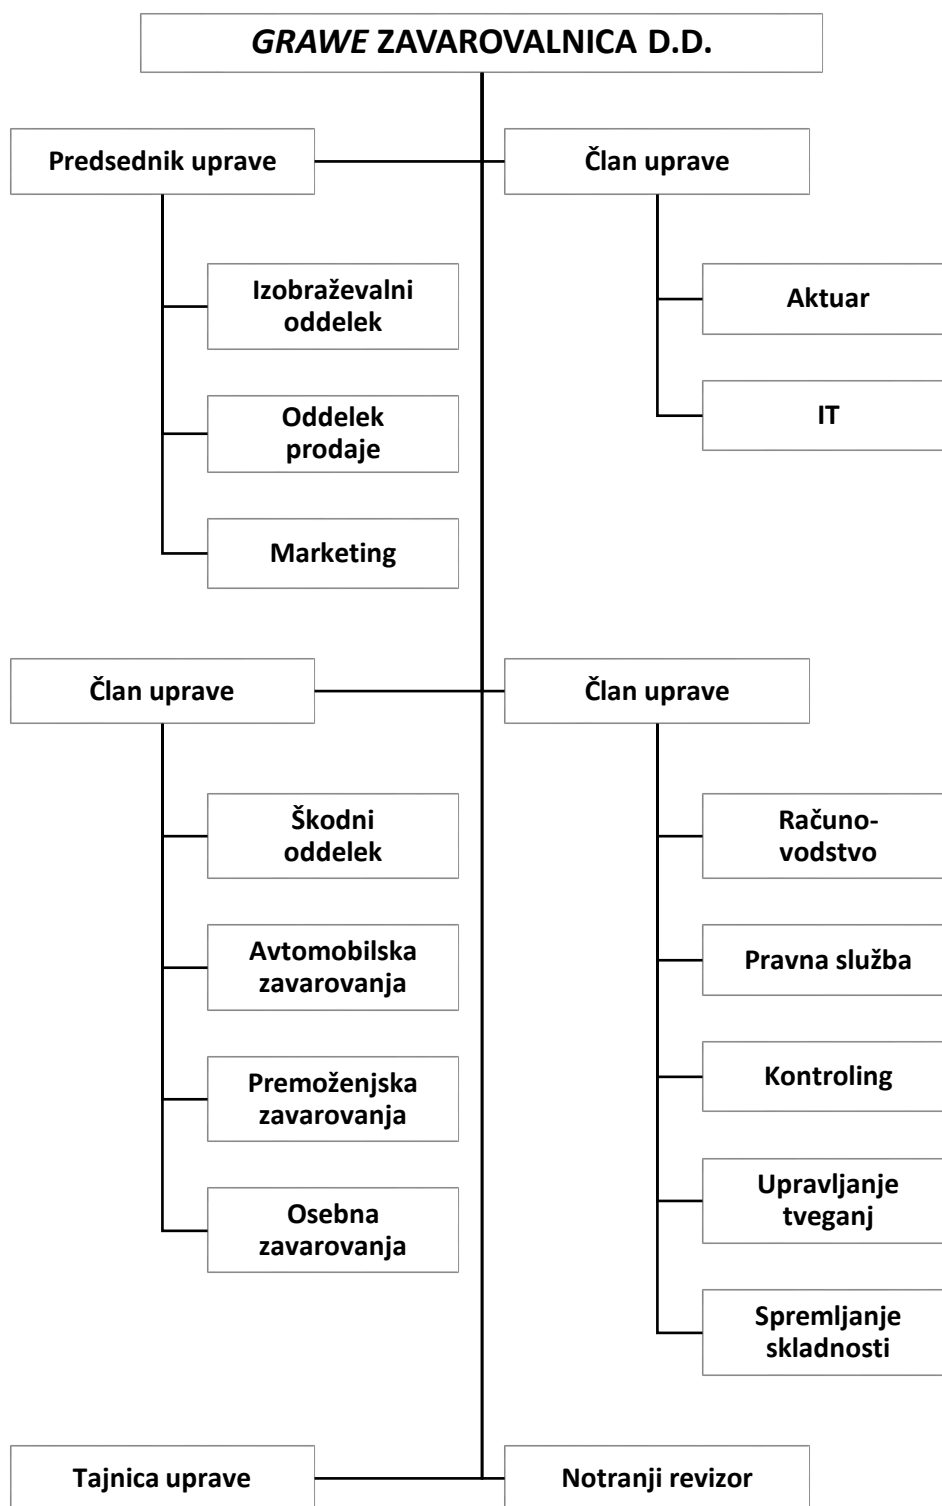 GRAWE ZAVAROVALNICA D.D.
Predsednik uprave
Izobraževalni
oddelek
Oddelek
prodaje
Marketing
Član uprave
Aktuar
IT
Član uprave
Škodni
oddelek
Avtomobilska
zavarovanja
Premoženjska
zavarovanja
Osebna
zavarovanja
Član uprave
Računo-
vodstvo
Pravna služba
Kontroling
Upravljanje
tveganj
Spremljanje
skladnosti
Tajnica uprave
Notranji revizor